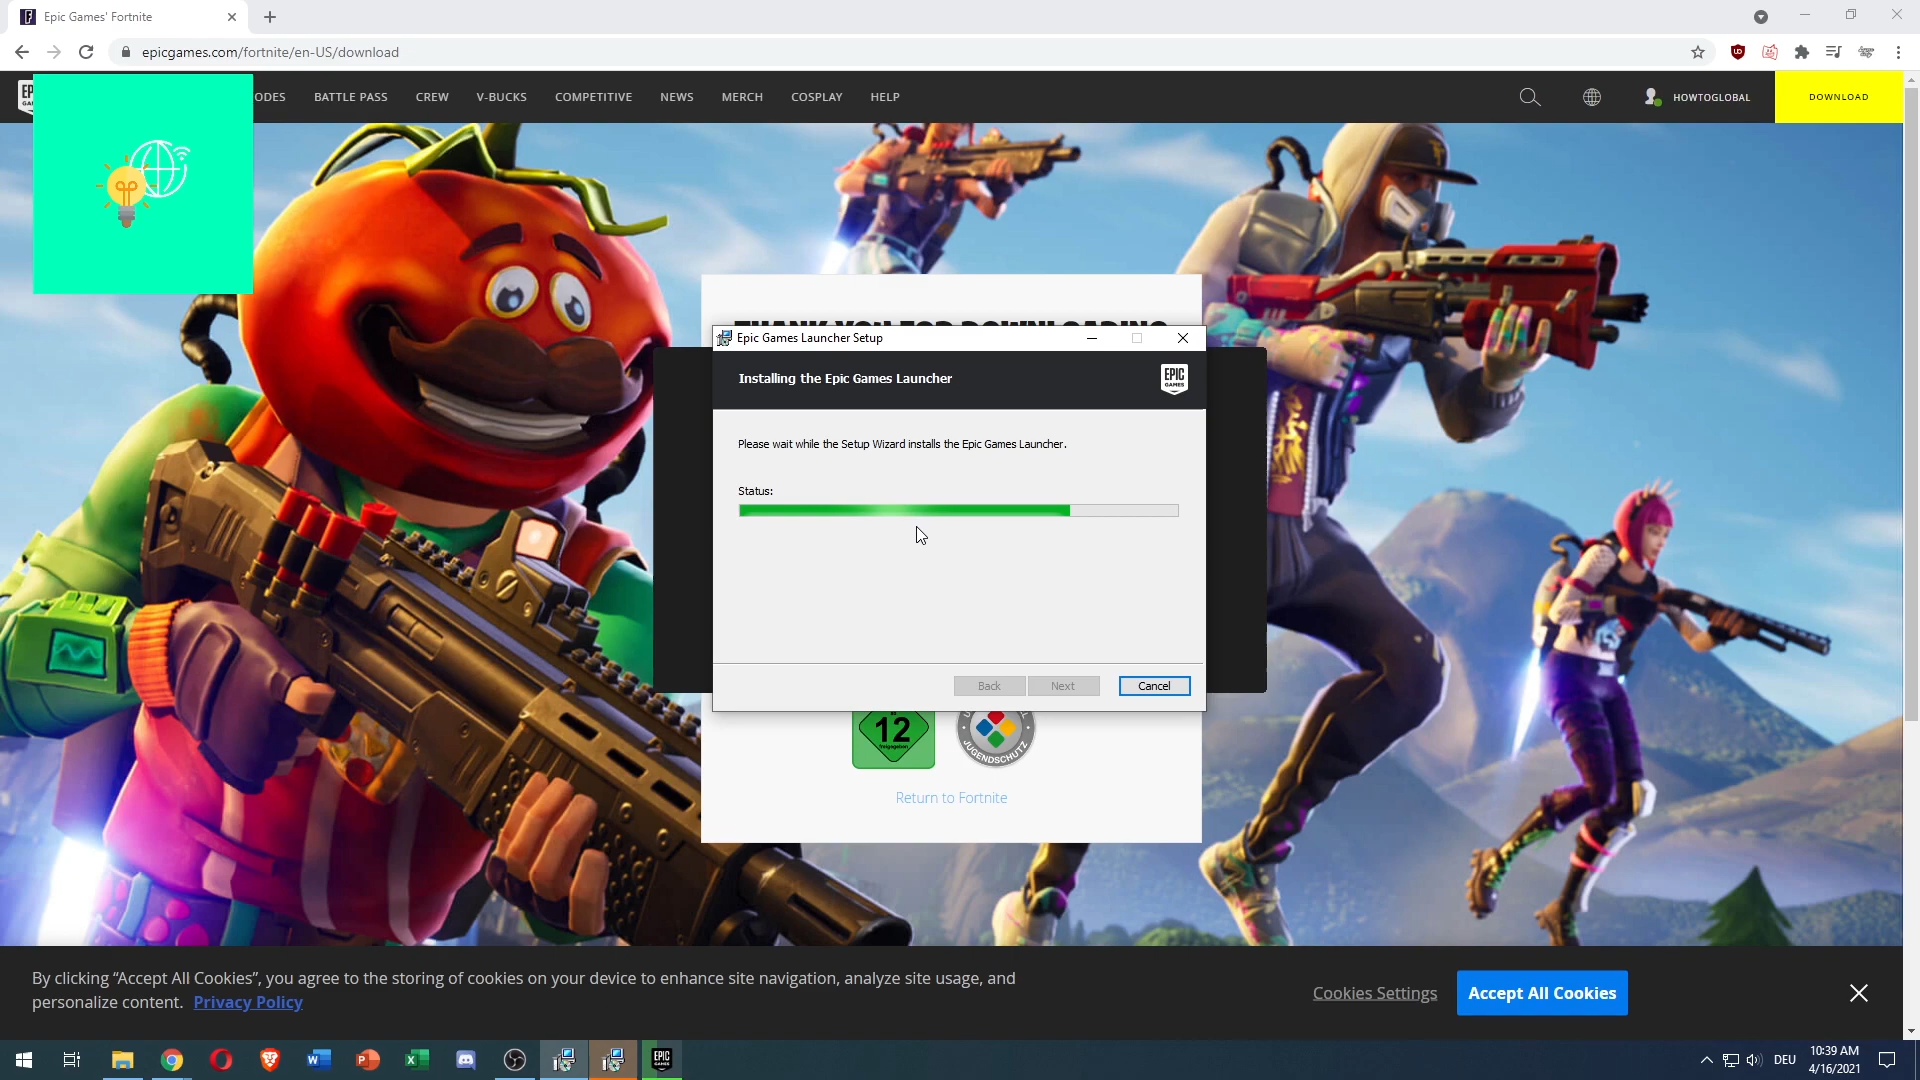 Epic Games' Fortnite
epicgames.com/fortnite/en-US/download
ODES
BATTLE PASS
CREW
V-BUCKS
COMPETITIVE
NEWS
MERCH
COSPLAY
HELP
HOWTOGLOBAL
DOWNLOAD
Epic Games Launcher Setup
Installing the Epic Games Launcher
EPIC
GAMES
Please wait while the Setup Wizard installs the Epic Games Launcher.
Status:
Back
Next
Cancel
12
freigegeben
JUGENDSCHUTZ
Return to Fortnite
By clicking “Accept All Cookies”, you agree to the storing of cookies on your device to enhance site navigation, analyze site usage, and
personalize content. Privacy Policy
Cookies Settings
Accept All Cookies
EPIC
GAMES
DEU
10:39 AM
4/16/2021